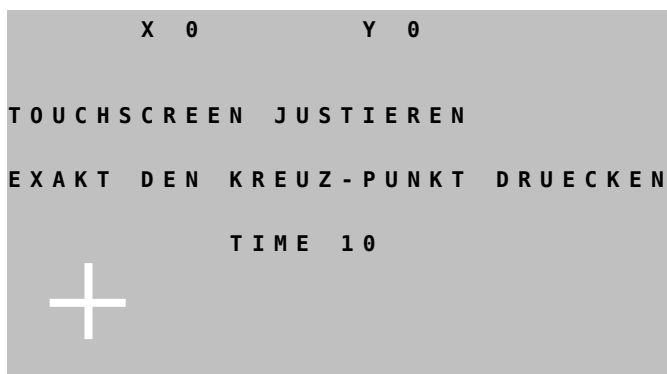 X 0 Y 0
TOUCHSCREEN JUSTIEREN
EXAKT DEN KREUZ-PUNKT DRUECKEN
TIME 10